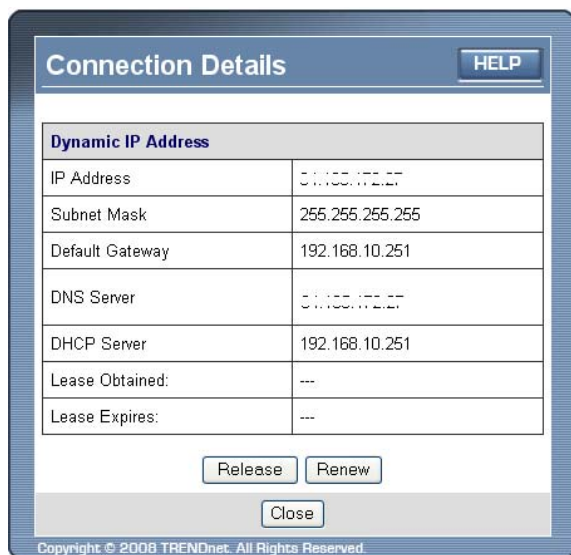 Connection Details
HELP
Dynamic IP Address
IP Address
Subnet Mask 255.255.255.255
Default Gateway 192.168.10.251
DNS Server
DHCP Server 192.168.10.251
Lease Obtained: ---
Lease Expires: ---
Release Renew
Close
Copyright © 2008 TRENDnet. All Rights Reserved.